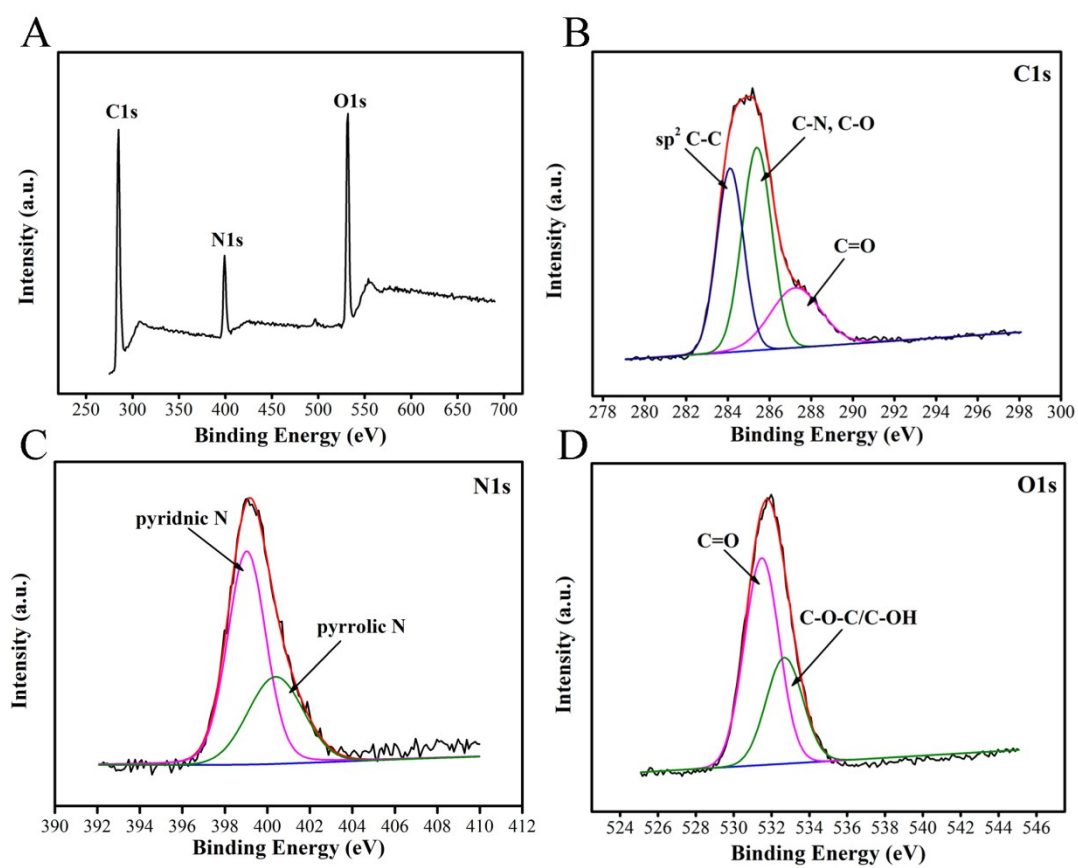 A
C1s
N1s
O1s
Intensity (a.u.)
250 300 350 400 450 500 550 600 650 700
Binding Energy (eV)
B
C1s
sp² C-C
C-N, C-O
C=O
Intensity (a.u.)
278 280 282 284 286 288 290 292 294 296 298 300
Binding Energy (eV)
C
N1s
pyridnic N
pyrrolic N
Intensity (a.u.)
390 392 394 396 398 400 402 404 406 408 410 412
Binding Energy (eV)
D
O1s
C=O
C-O-C/C-OH
Intensity (a.u.)
524 526 528 530 532 534 536 538 540 542 544 546
Binding Energy (eV)